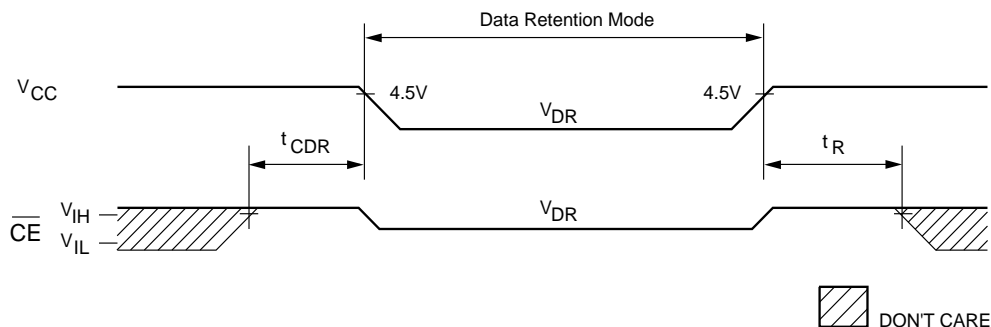 Data Retention Mode
VCC
4.5V
VDR
4.5V
tCDR
tR
VIH
CE
VIL
VDR
DON'T CARE